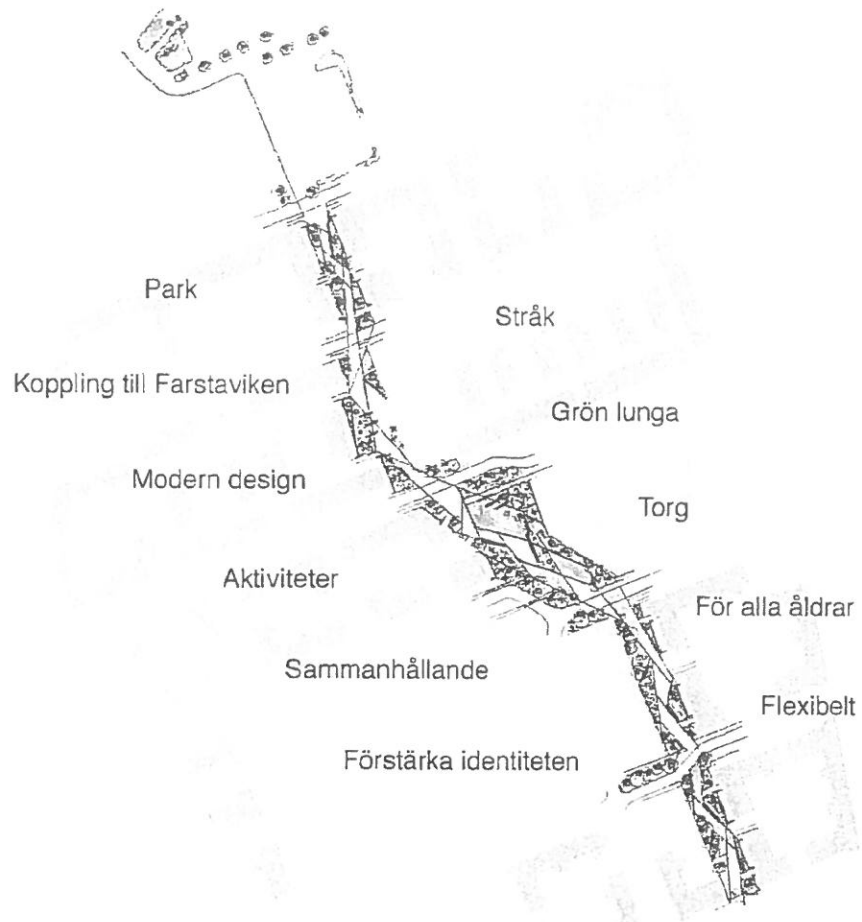 Park
Stråk
Koppling till Farstaviken
Grön lunga
Modern design
Torg
Aktiviteter
För alla åldrar
Sammanhållande
Flexibelt
Förstärka identiteten